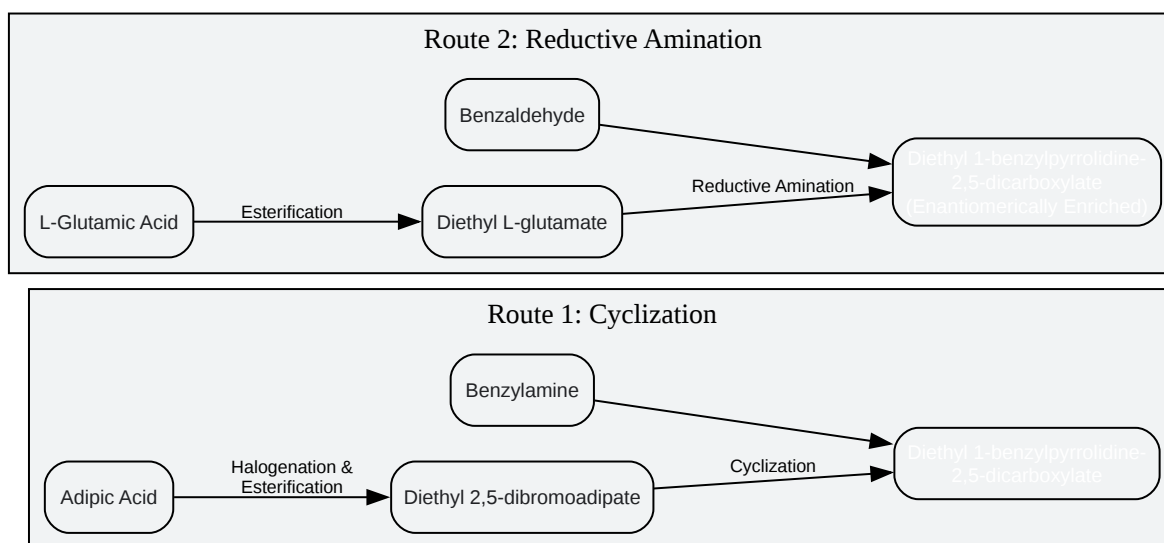 Route 2: Reductive Amination
Benzaldehyde
L-Glutamic Acid
Esterification
Diethyl L-glutamate
Reductive Amination
Diethyl 1-benzylpyrrolidine-
2,5-dicarboxylate
(Enantiomerically Enriched)
Route 1: Cyclization
Benzylamine
Adipic Acid
Halogenation &
Esterification
Diethyl 2,5-dibromoadipate
Cyclization
Diethyl 1-benzylpyrrolidine-
2,5-dicarboxylate